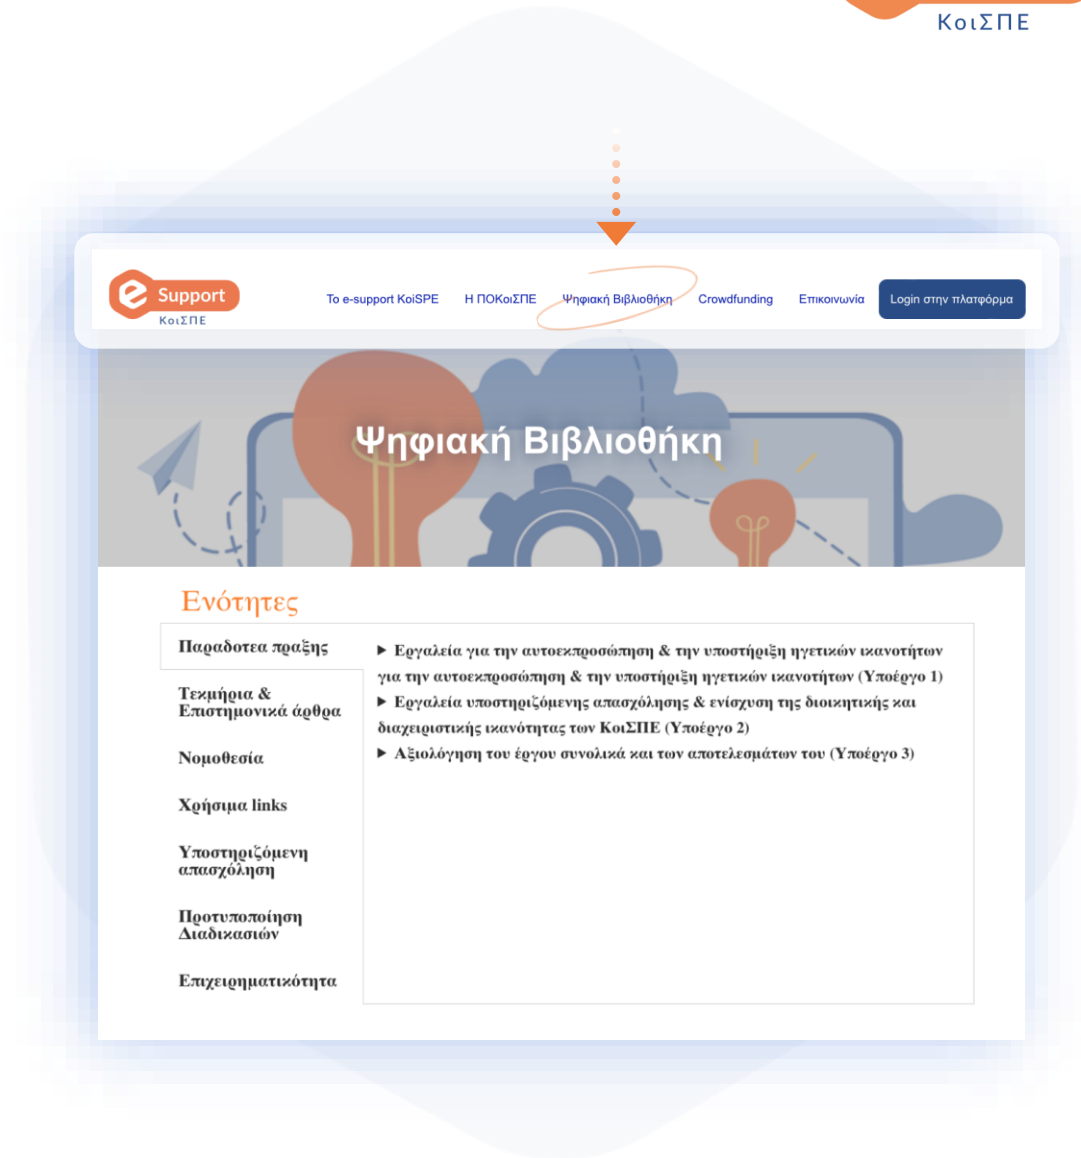 ΚοιΣΠΕ
Support
ΚοιΣΠΕ
Το e-support KoiSPE
Η ΠΟΚοιΣΠΕ
Ψηφιακή Βιβλιοθήκη
Crowdfunding
Επικοινωνία
Login στην πλατφόρμα
Ψηφιακή Βιβλιοθήκη
Ενότητες
Παραδοτεα πραξης
Τεκμήρια &
Επιστημονικά άρθρα
Νομοθεσία
Χρήσιμα links
Υποστηριζόμενη
απασχόληση
Προτυποποίηση
Διαδικασιών
Επιχειρηματικότητα
▶ Εργαλεία για την αυτοεκπροσώπηση & την υποστήριξη ηγετικών ικανοτήτων
για την αυτοεκπροσώπηση & την υποστήριξη ηγετικών ικανοτήτων (Υποέργο 1)
▶ Εργαλεία υποστηριζόμενης απασχόλησης & ενίσχυση της διοικητικής και
διαχειριστικής ικανότητας των ΚοιΣΠΕ (Υποέργο 2)
▶ Αξιολόγηση του έργου συνολικά και των αποτελεσμάτων του (Υποέργο 3)